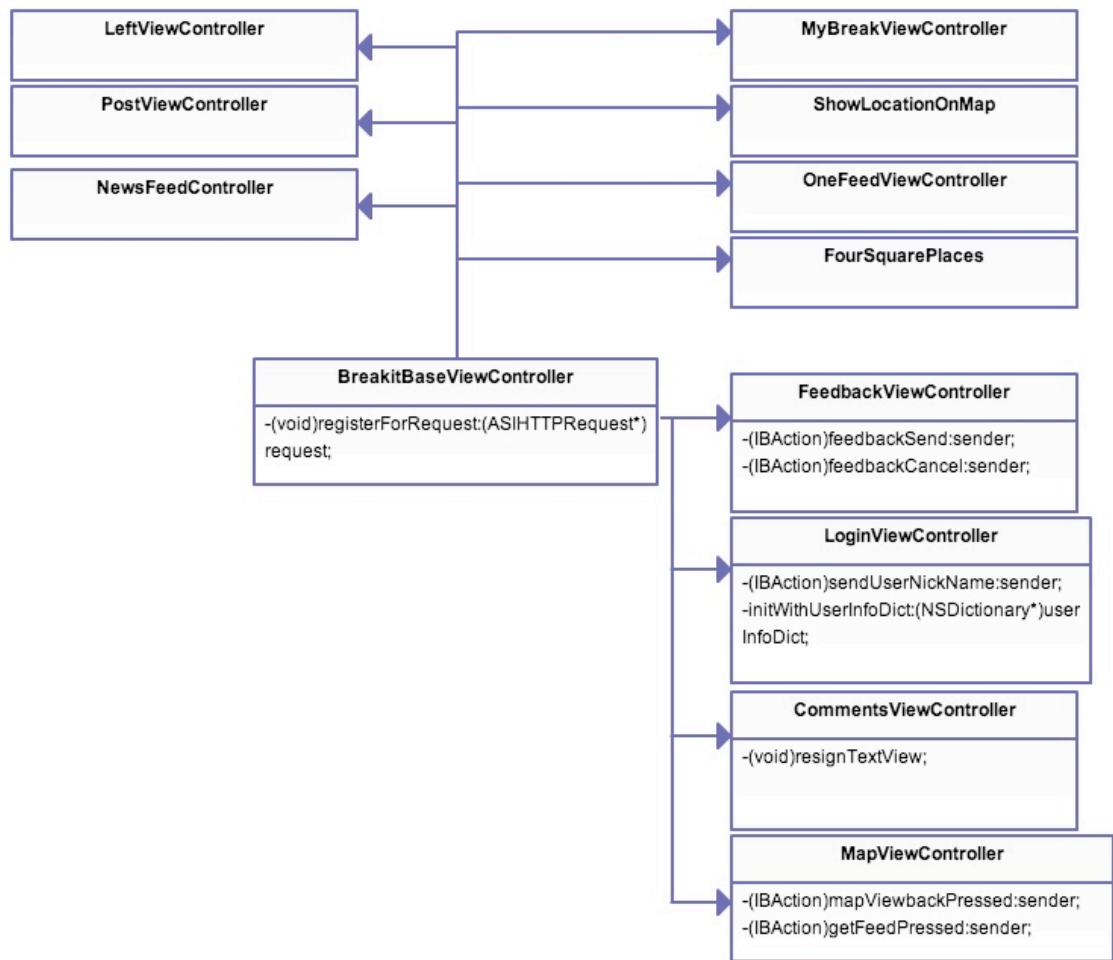 LeftViewController
PostViewController
NewsFeedController
MyBreakViewController
ShowLocationOnMap
OneFeedViewController
FourSquarePlaces
BreakitBaseViewController
-(void)registerForRequest:(ASIHTTPRequest*)
request;
FeedbackViewController
-(IBAction)feedbackSend:sender;
-(IBAction)feedbackCancel:sender;
LoginViewController
-(IBAction)sendUserNickName:sender;
-initWithUserInfoDict:(NSDictionary*)user
InfoDict;
CommentsViewController
-(void)resignTextView;
MapViewController
-(IBAction)mapViewbackPressed:sender;
-(IBAction)getFeedPressed:sender;